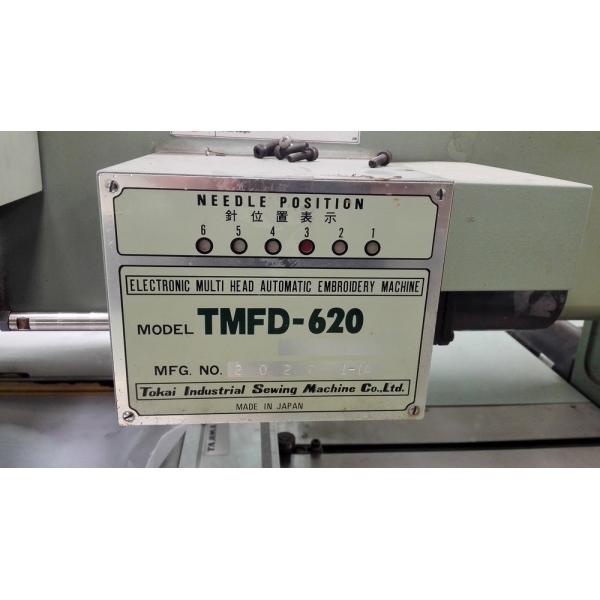 NEEDLE POSITION
針位置表示
6 5 4 3 2 1
ELECTRONIC MULTI HEAD AUTOMATIC EMBROIDERY MACHINE
MODEL TMFD-620
MFG. NO.
Tokai Industrial Sewing Machine Co., Ltd.
MADE IN JAPAN